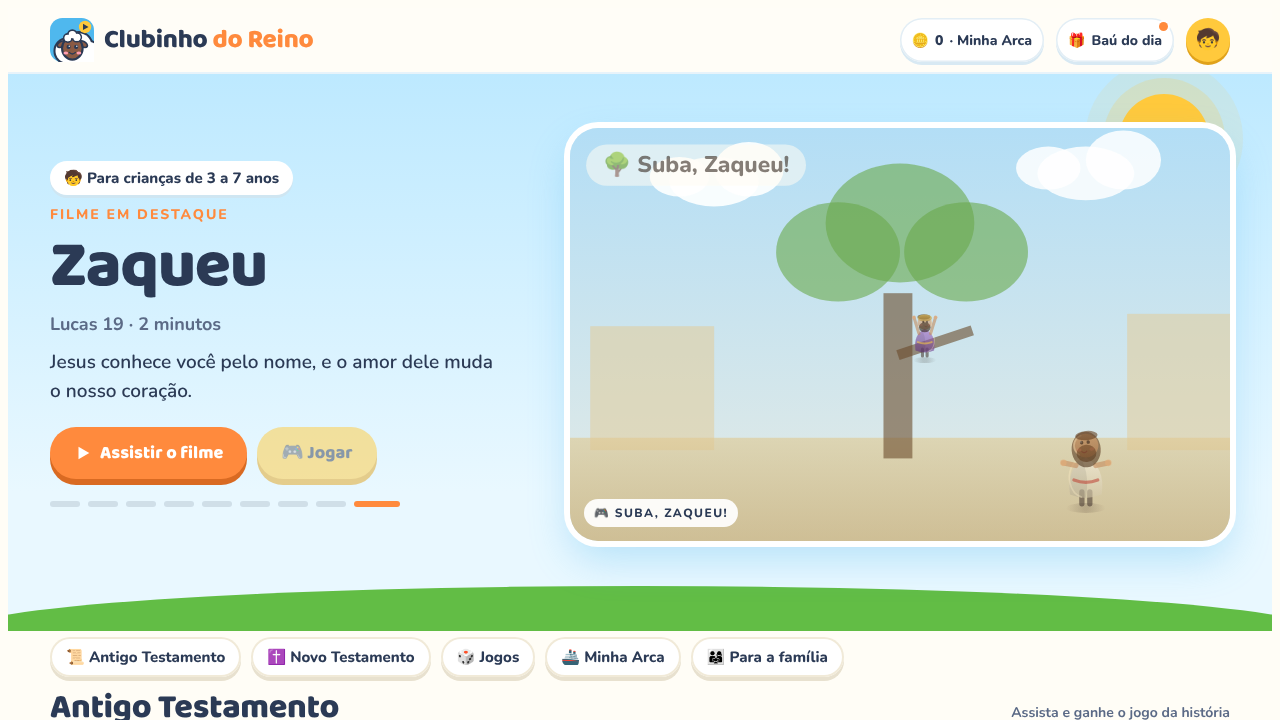 Clubinho do Reino
0 · Minha Arca
Baú do dia
Para crianças de 3 a 7 anos
FILME EM DESTAQUE
Zaqueu
Lucas 19 · 2 minutos
Jesus conhece você pelo nome, e o amor dele muda
o nosso coração.
Assistir o filme
Jogar
Suba, Zaqueu!
SUBA, ZAQUEU!
Antigo Testamento
Novo Testamento
Jogos
Minha Arca
Para a família
Antigo Testamento
Assista e ganhe o jogo da história